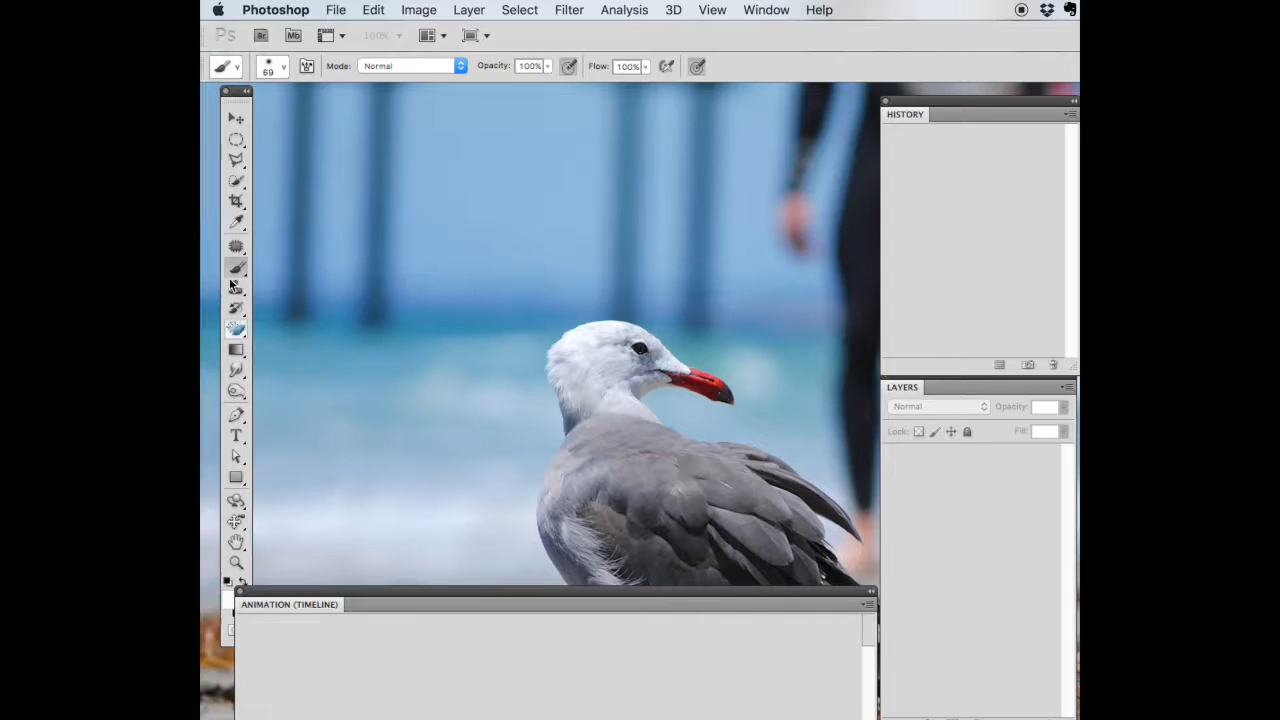 Photoshop File Edit Image Layer Select Filter Analysis 3D View Window Help
Ps Br Mb 100%
69 Mode: Normal Opacity: 100% Flow: 100%
HISTORY
LAYERS
Normal Opacity:
Lock: Fill:
T
ANIMATION (TIMELINE)